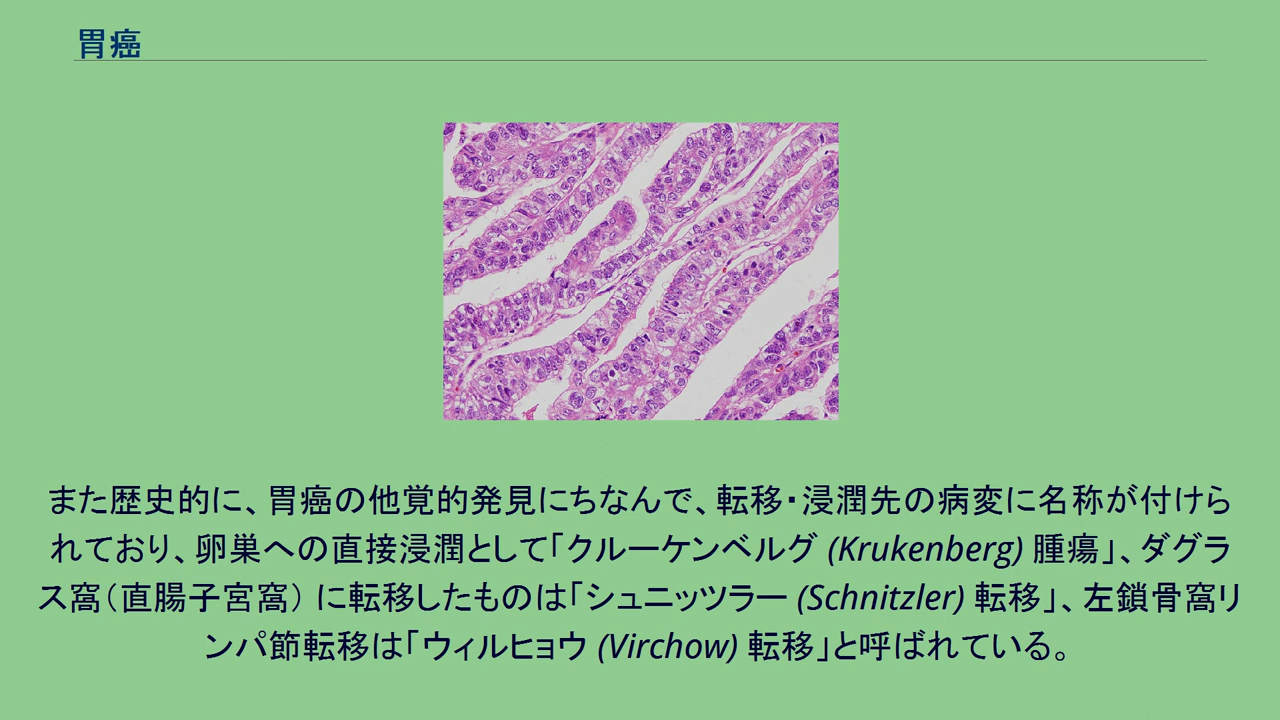 胃癌
また歴史的に、胃癌の他覚的発見にちなんで、転移・浸潤先の病変に名称が付けら
れており、卵巣への直接浸潤として「クルーケンベルグ (Krukenberg) 腫瘍」、ダグラ
ス窩（直腸子宮窩） に転移したものは「シュニッツラー (Schnitzler) 転移」、左鎖骨窩リ
ンパ節転移は「ウィルヒョウ (Virchow) 転移」と呼ばれている。